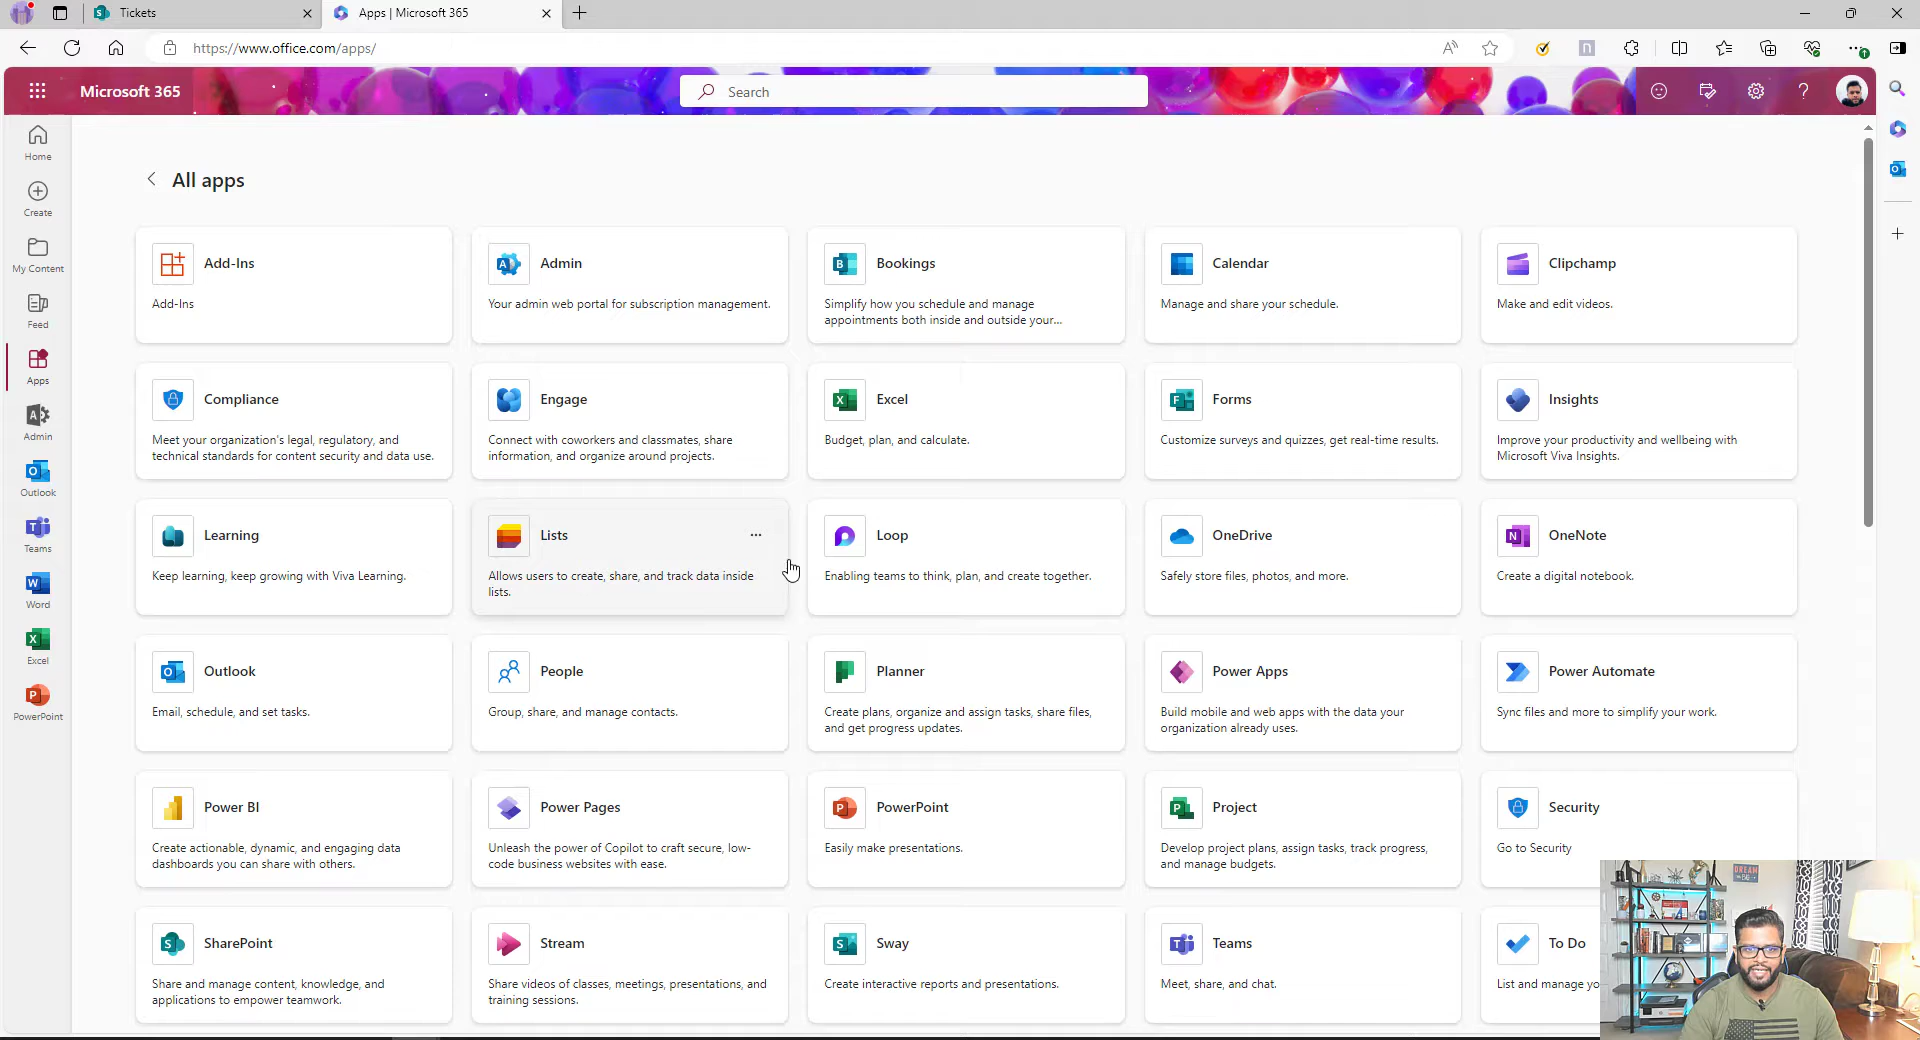 Tickets
Apps | Microsoft 365
https://www.office.com/apps/
Microsoft 365
Search
Home
Create
My Content
Feed
Apps
Admin
Outlook
Teams
Word
Excel
PowerPoint
All apps
Add-Ins
Add-Ins
Admin
Your admin web portal for subscription management.
Bookings
Simplify how you schedule and manage
appointments both inside and outside your...
Calendar
Manage and share your schedule.
Clipchamp
Make and edit videos.
Compliance
Meet your organization's legal, regulatory, and
technical standards for content security and data use.
Engage
Connect with coworkers and classmates, share
information, and organize around projects.
Excel
Budget, plan, and calculate.
Forms
Customize surveys and quizzes, get real-time results.
Insights
Improve your productivity and wellbeing with
Microsoft Viva Insights.
Learning
Keep learning, keep growing with Viva Learning.
Lists
Allows users to create, share, and track data inside
lists.
Loop
Enabling teams to think, plan, and create together.
OneDrive
Safely store files, photos, and more.
OneNote
Create a digital notebook.
Outlook
Email, schedule, and set tasks.
People
Group, share, and manage contacts.
Planner
Create plans, organize and assign tasks, share files,
and get progress updates.
Power Apps
Build mobile and web apps with the data your
organization already uses.
Power Automate
Sync files and more to simplify your work.
Power BI
Create actionable, dynamic, and engaging data
dashboards you can share with others.
Power Pages
Unleash the power of Copilot to craft secure, low-
code business websites with ease.
PowerPoint
Easily make presentations.
Project
Develop project plans, assign tasks, track progress,
and manage budgets.
Security
Go to Security
SharePoint
Share and manage content, knowledge, and
applications to empower teamwork.
Stream
Share videos of classes, meetings, presentations, and
training sessions.
Sway
Create interactive reports and presentations.
Teams
Meet, share, and chat.
To Do
List and manage yo
DREAM
BIG